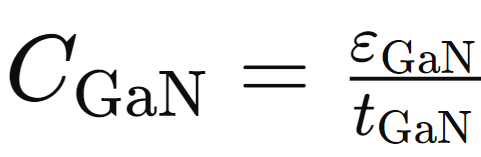 C_GaN = ε_GaN / t_GaN